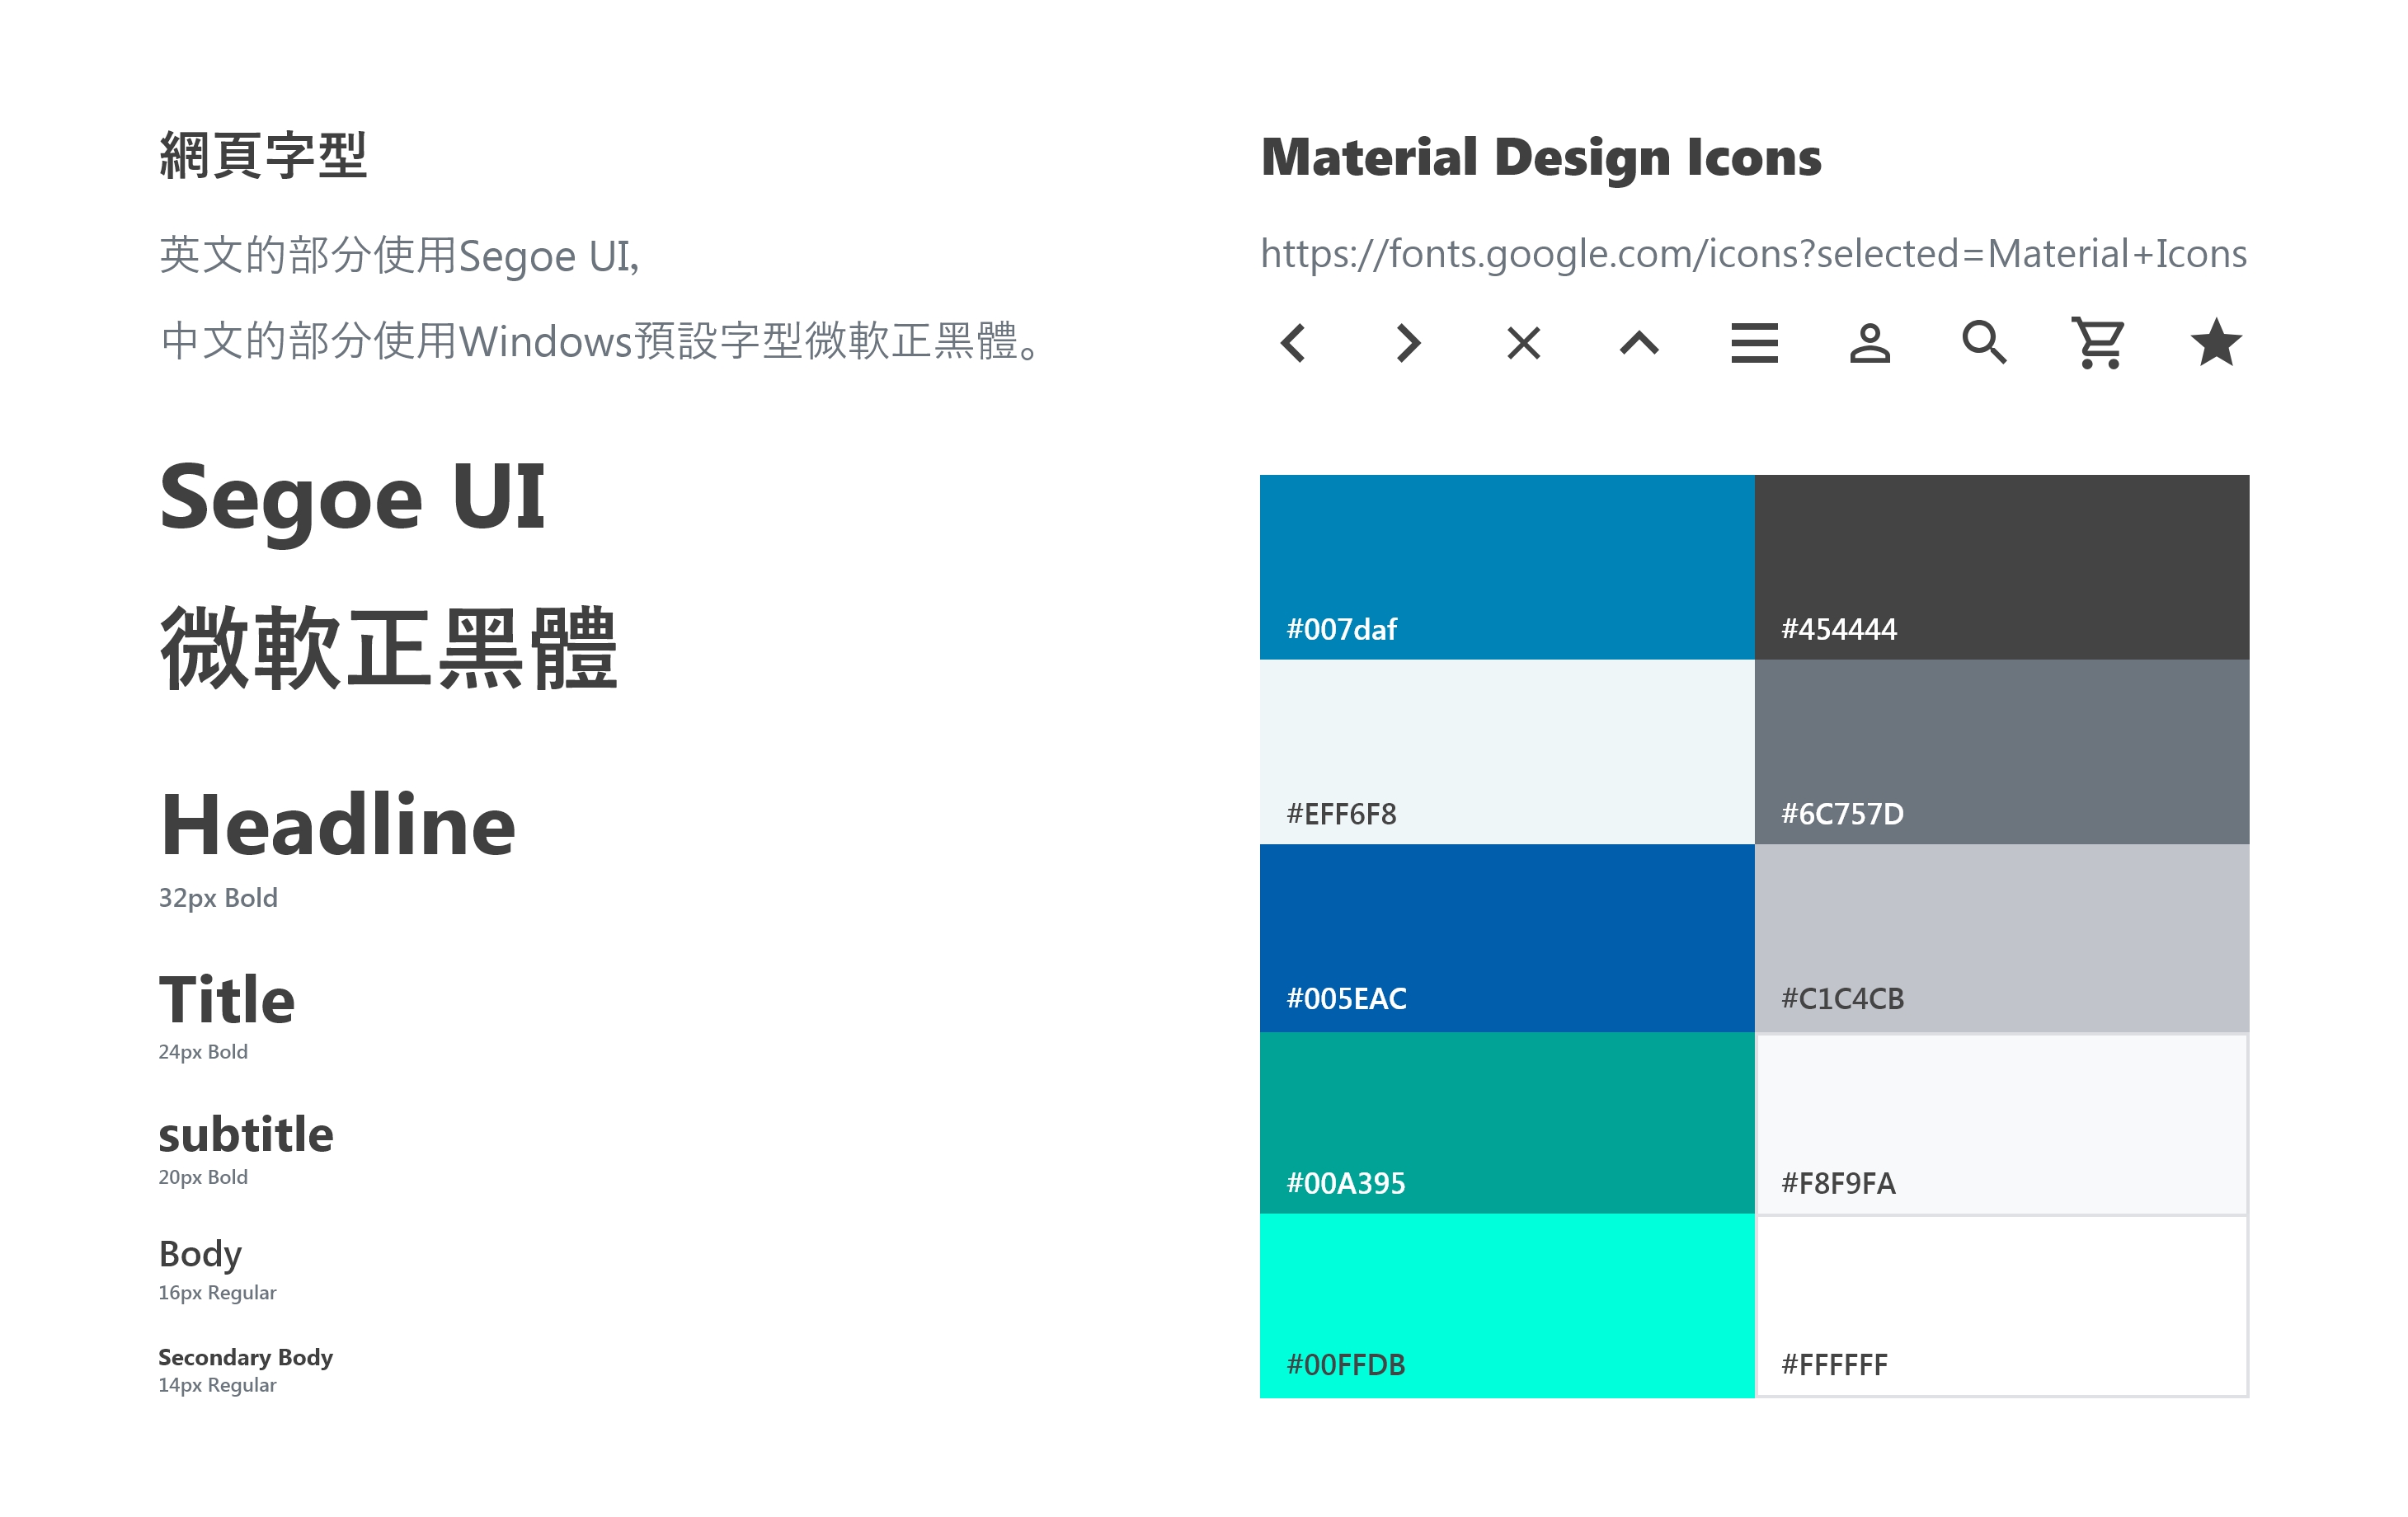 網頁字型
英文的部分使用Segoe UI,
中文的部分使用Windows預設字型微軟正黑體。
Segoe UI
微軟正黑體
Headline
32px Bold
Title
24px Bold
subtitle
20px Bold
Body
16px Regular
Secondary Body
14px Regular
Material Design Icons
https://fonts.google.com/icons?selected=Material+Icons
#007daf
#454444
#EFF6F8
#6C757D
#005EAC
#C1C4CB
#00A395
#F8F9FA
#00FFDB
#FFFFFF